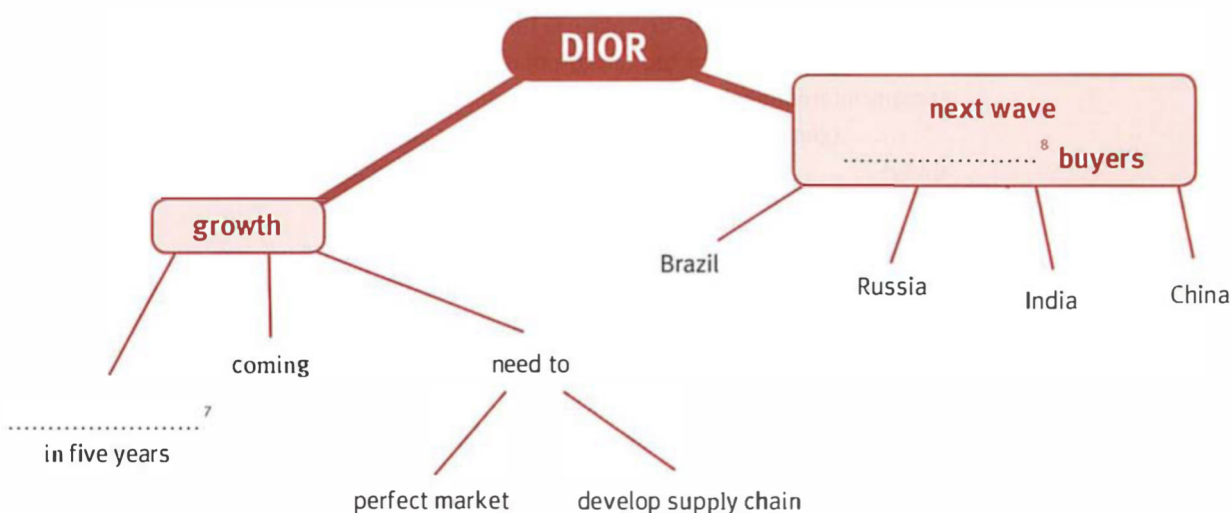 DIOR
next wave
........................ 8 buyers
growth
Brazil
Russia
India
China
coming
need to
........................ 7
in five years
perfect market
develop supply chain